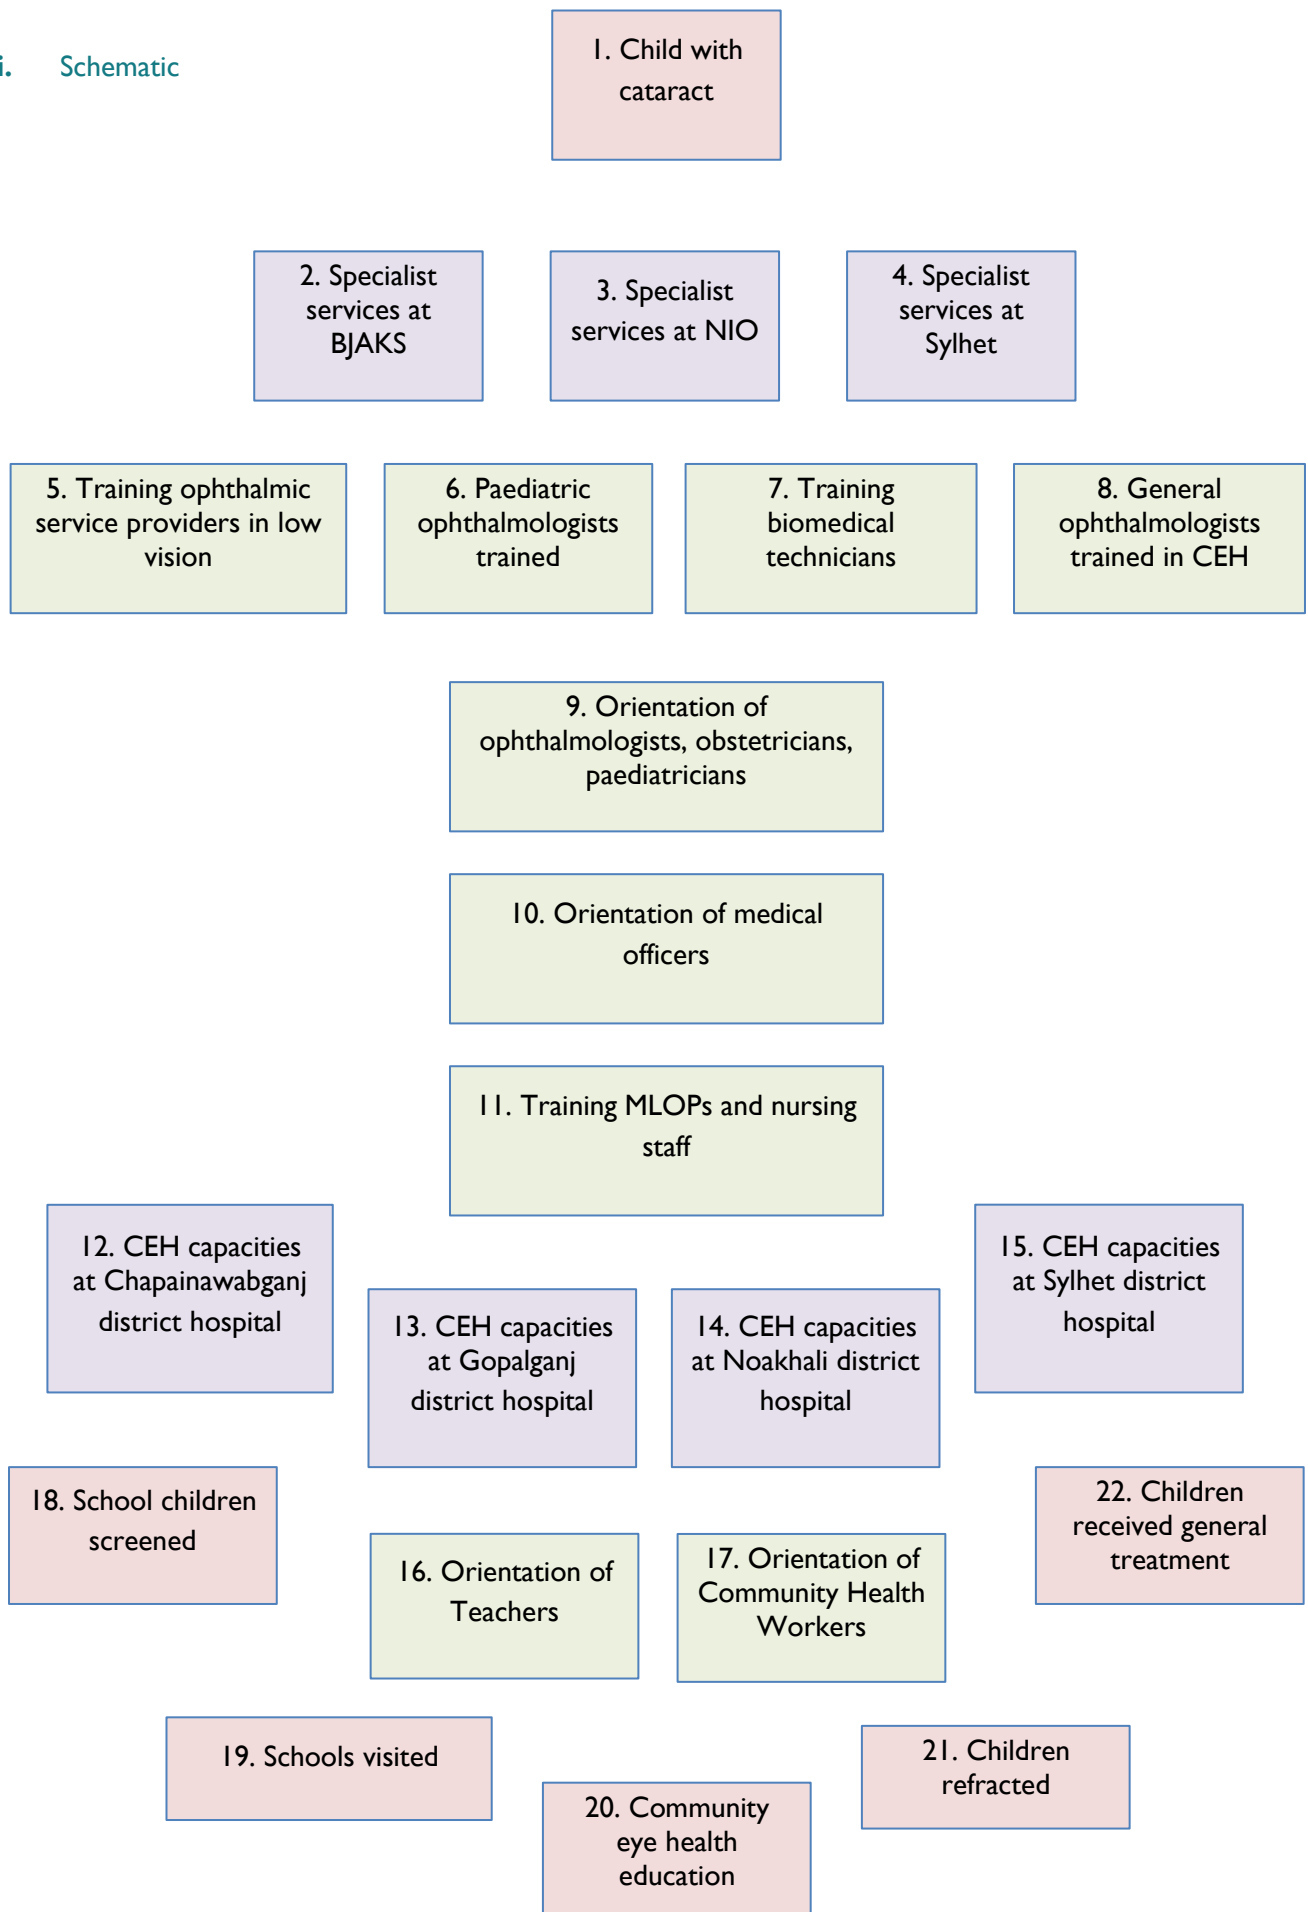 i. Schematic
1. Child with
cataract
2. Specialist
services at
BJAKS
3. Specialist
services at NIO
4. Specialist
services at
Sylhet
5. Training ophthalmic
service providers in low
vision
6. Paediatric
ophthalmologists
trained
7. Training
biomedical
technicians
8. General
ophthalmologists
trained in CEH
9. Orientation of
ophthalmologists, obstetricians,
paediatricians
10. Orientation of medical
officers
11. Training MLOPs and nursing
staff
12. CEH capacities
at Chapainawabganj
district hospital
13. CEH capacities
at Gopalganj
district hospital
14. CEH capacities
at Noakhali district
hospital
15. CEH capacities
at Sylhet district
hospital
18. School children
screened
16. Orientation of
Teachers
17. Orientation of
Community Health
Workers
22. Children
received general
treatment
19. Schools visited
20. Community
eye health
education
21. Children
refracted